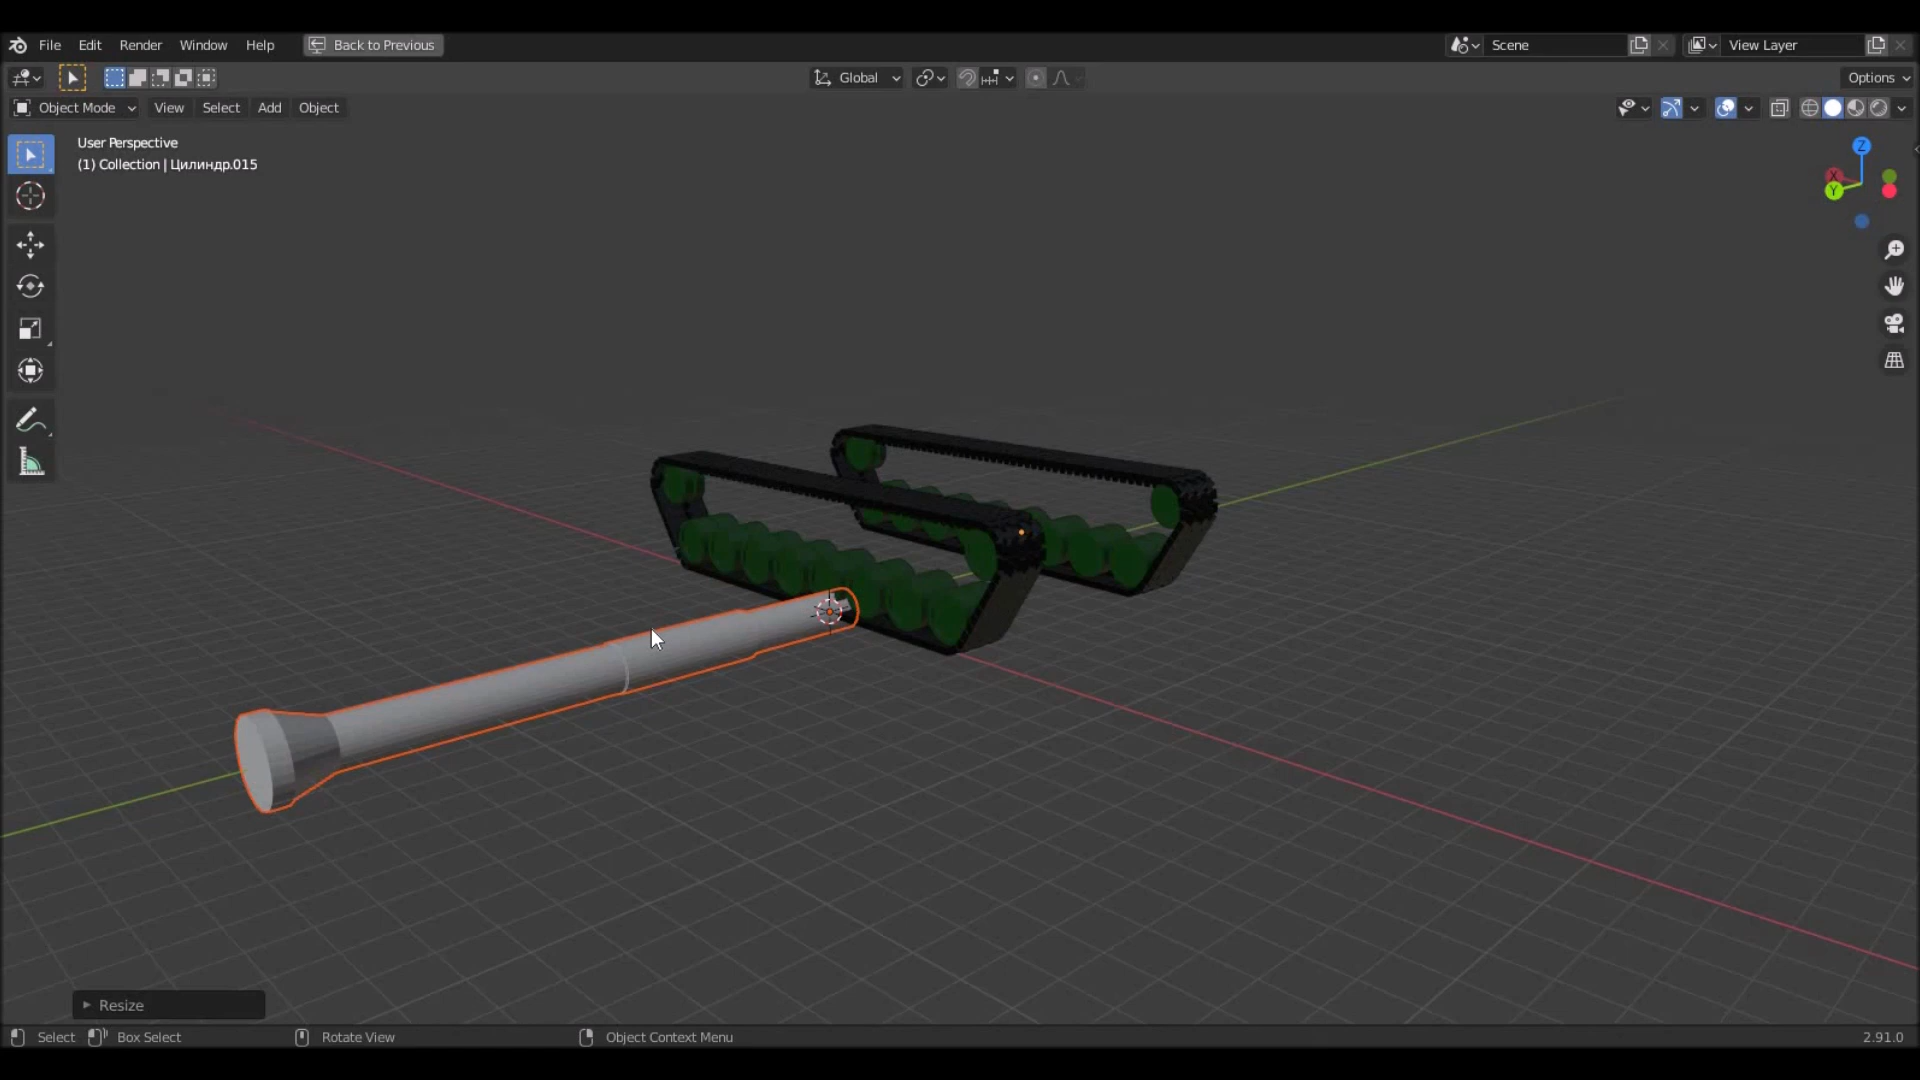 File Edit Render Window Help Back to Previous Scene View Layer
Global Options
Object Mode View Select Add Object
User Perspective
(1) Collection | Цилиндр.015
Z
X
Y
Resize
Select Box Select Rotate View Object Context Menu 2.91.0